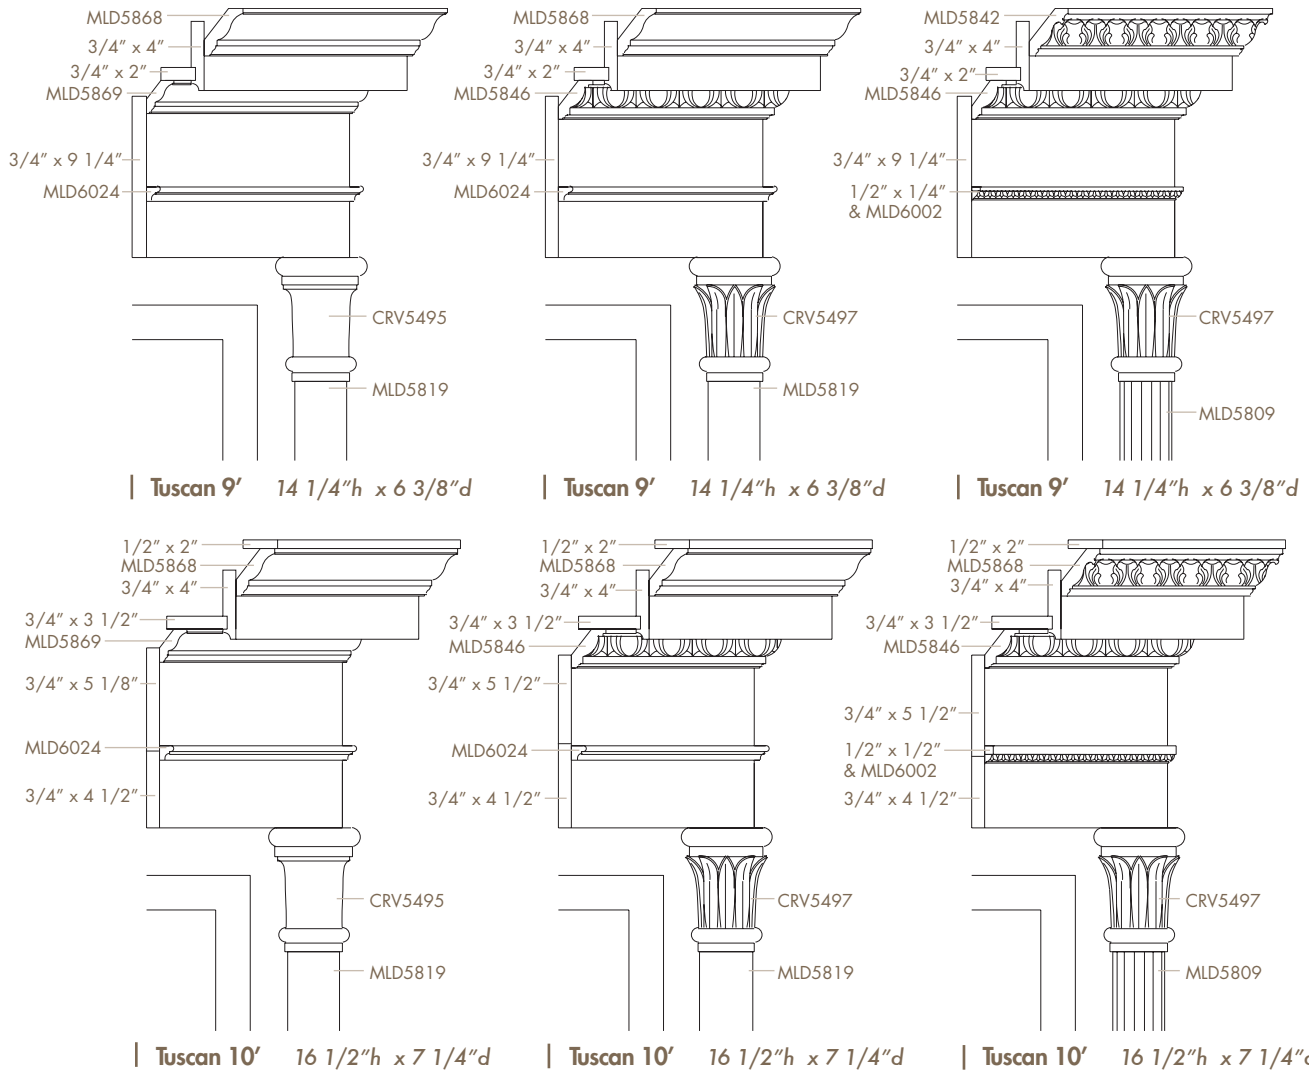 MLD5868
3/4" x 4"
3/4" x 2"
MLD5869
3/4" x 9 1/4"
MLD6024
CRV5495
MLD5819
Tuscan 9' 14 1/4"h x 6 3/8"d
MLD5868
3/4" x 4"
3/4" x 2"
MLD5846
3/4" x 9 1/4"
MLD6024
CRV5497
MLD5819
Tuscan 9' 14 1/4"h x 6 3/8"d
MLD5842
3/4" x 4"
3/4" x 2"
MLD5846
3/4" x 9 1/4"
1/2" x 1/4"
& MLD6002
CRV5497
MLD5809
Tuscan 9' 14 1/4"h x 6 3/8"d
1/2" x 2"
MLD5868
3/4" x 4"
3/4" x 3 1/2"
MLD5869
3/4" x 5 1/8"
MLD6024
3/4" x 4 1/2"
CRV5495
MLD5819
Tuscan 10' 16 1/2"h x 7 1/4"d
1/2" x 2"
MLD5868
3/4" x 4"
3/4" x 3 1/2"
MLD5846
3/4" x 5 1/2"
MLD6024
3/4" x 4 1/2"
CRV5497
MLD5819
Tuscan 10' 16 1/2"h x 7 1/4"d
1/2" x 2"
MLD5868
3/4" x 4"
3/4" x 3 1/2"
MLD5846
3/4" x 5 1/2"
1/2" x 1/2"
& MLD6002
3/4" x 4 1/2"
CRV5497
MLD5809
Tuscan 10' 16 1/2"h x 7 1/4"d